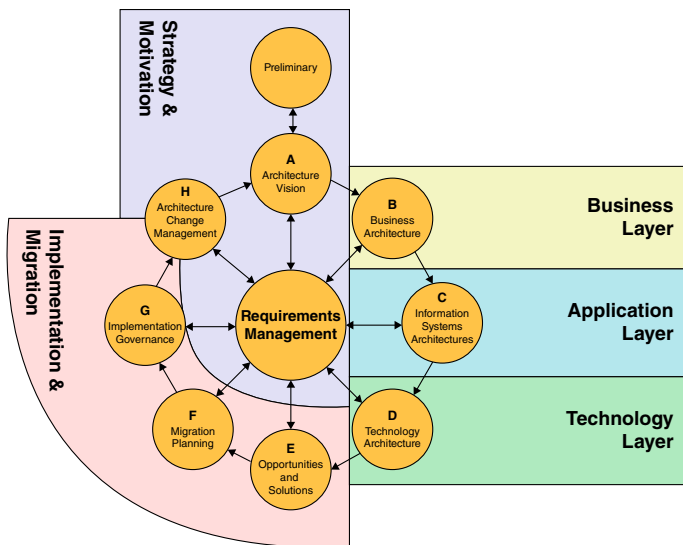 Strategy &
Motivation
Preliminary
A
Architecture
Vision
H
Architecture
Change
Management
B
Business
Architecture
Business
Layer
Implementation &
Migration
G
Implementation
Governance
Requirements
Management
C
Information
Systems
Architectures
Application
Layer
F
Migration
Planning
E
Opportunities
and
Solutions
D
Technology
Architecture
Technology
Layer